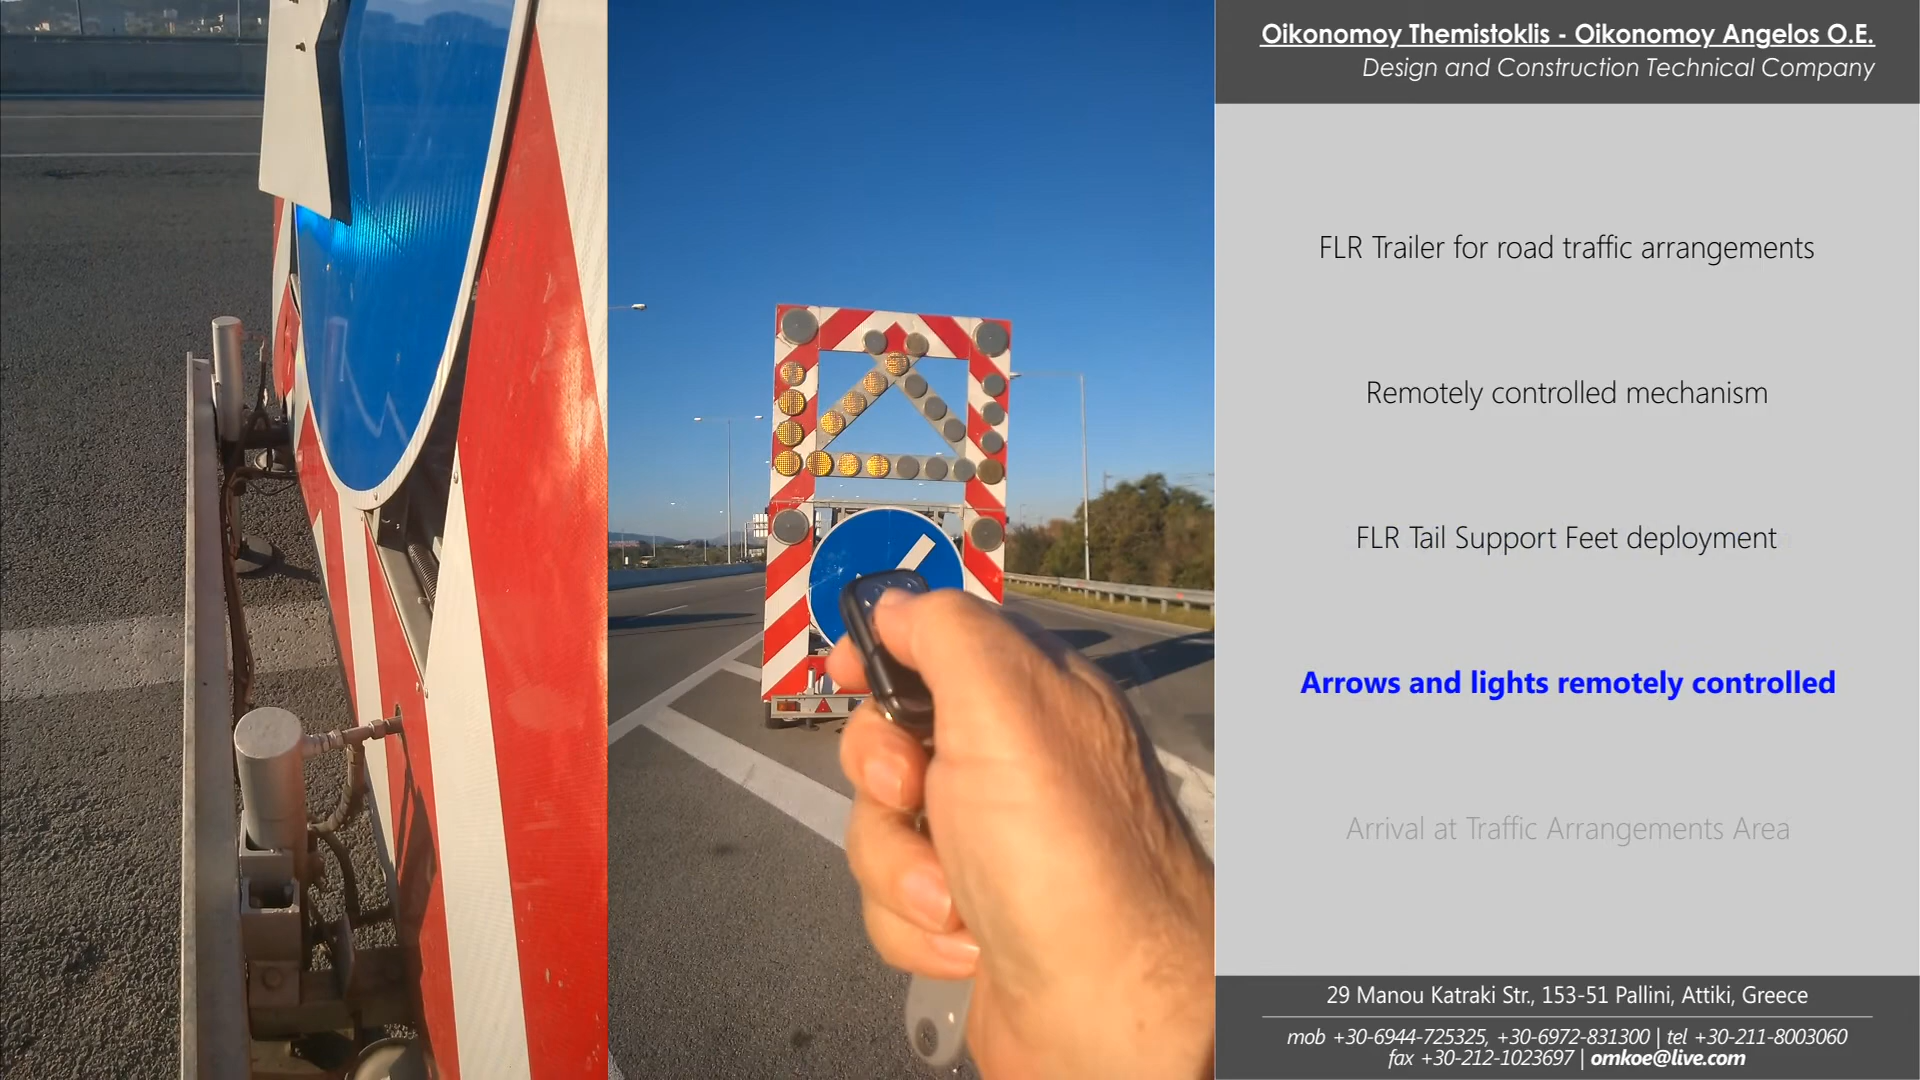 Oikonomoy Themistoklis - Oikonomoy Angelos O.E.
Design and Construction Technical Company
FLR Trailer for road traffic arrangements
Remotely controlled mechanism
FLR Tail Support Feet deployment
Arrows and lights remotely controlled
Arrival at Traffic Arrangements Area
29 Manou Katraki Str., 153-51 Pallini, Attiki, Greece
mob +30-6944-725325, +30-6972-831300 | tel +30-211-8003060
fax +30-212-1023697 | omkoe@live.com